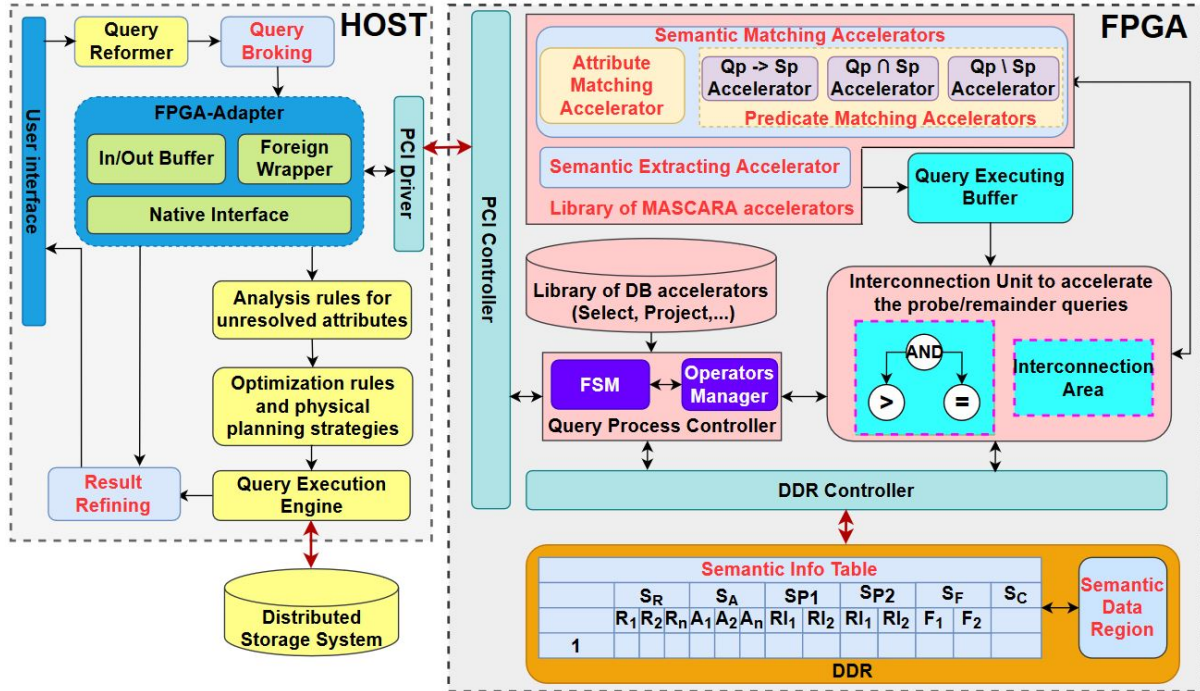 HOST
User interface
Query
Reformer
Query
Broking
FPGA-Adapter
In/Out Buffer
Foreign
Wrapper
Native Interface
PCI Driver
Analysis rules for
unresolved attributes
Optimization rules
and physical
planning strategies
Result
Refining
Query Execution
Engine
Distributed
Storage System
FPGA
PCI Controller
Semantic Matching Accelerators
Attribute
Matching
Accelerator
Qp -> Sp
Accelerator
Qp ∩ Sp
Accelerator
Qp \ Sp
Accelerator
Predicate Matching Accelerators
Semantic Extracting Accelerator
Library of MASCARA accelerators
Query Executing
Buffer
Library of DB accelerators
(Select, Project,...)
FSM
Operators
Manager
Query Process Controller
Interconnection Unit to accelerate
the probe/remainder queries
AND
> =
Interconnection
Area
DDR Controller
Semantic Info Table
SR SA SP1 SP2 SF SC
R1 R2 Rn A1 A2 An RI1 RI2 RI1 RI2 F1 F2
1
Semantic
Data
Region
DDR